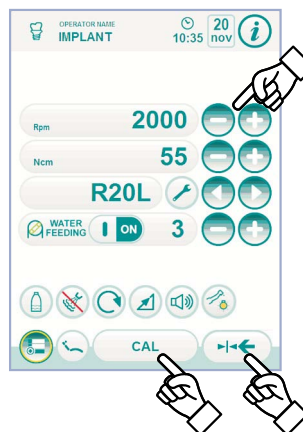 OPERATOR NAME
IMPLANT
10:35
20
nov
i
Rpm 2000
Ncm 55
R20L
WATER
FEEDING ON 3
CAL